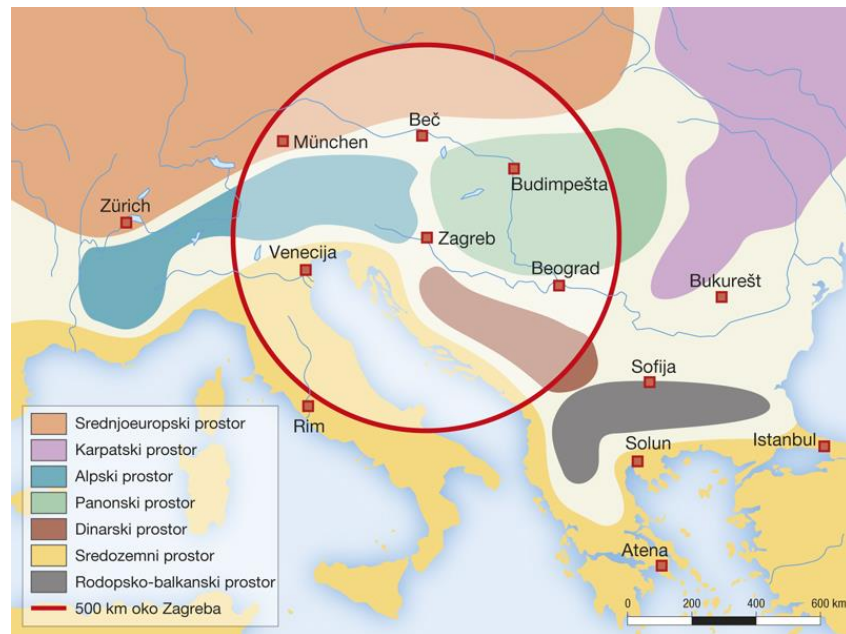 Beč
München
Budimpešta
Zürich
Zagreb
Venecija
Beograd
Bukurešt
Sofija
Rim
Solun
Istanbul
Atena
Srednjoeuropski prostor
Karpatski prostor
Alpski prostor
Panonski prostor
Dinarski prostor
Sredozemni prostor
Rodopsko-balkanski prostor
500 km oko Zagreba
0 200 400 600 km